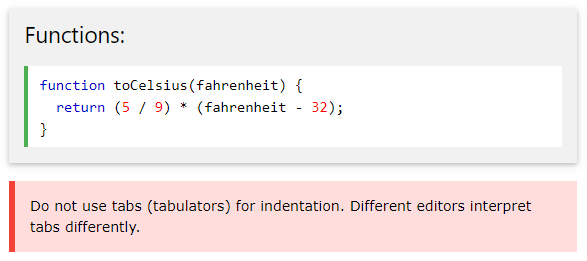 Functions:
function toCelsius(fahrenheit) {
  return (5 / 9) * (fahrenheit - 32);
}
Do not use tabs (tabulators) for indentation. Different editors interpret
tabs differently.